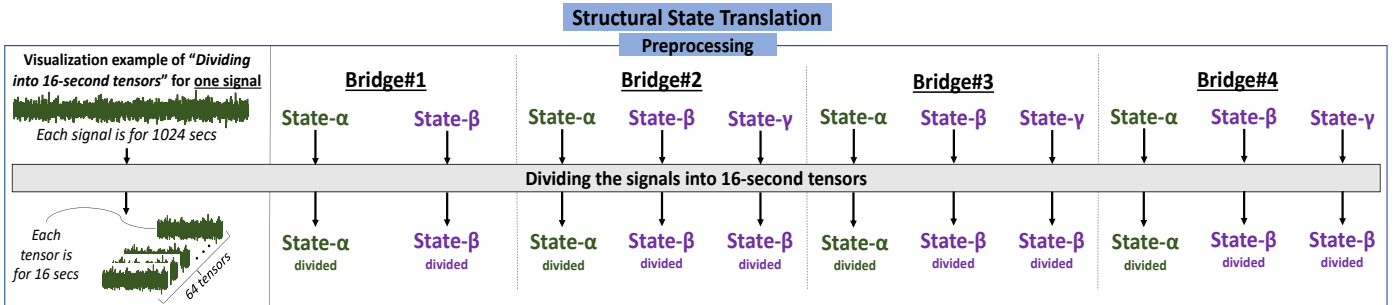 Structural State Translation
Preprocessing
Visualization example of “Dividing
into 16-second tensors” for one signal
Each signal is for 1024 secs
Bridge#1
Bridge#2
Bridge#3
Bridge#4
State-α State-β State-α State-β State-γ State-α State-β State-γ State-α State-β State-γ
Dividing the signals into 16-second tensors
Each
tensor is
for 16 secs
64 tensors
State-α State-β State-α State-β State-β State-α State-β State-β State-α State-β State-β
divided divided divided divided divided divided divided divided divided divided divided